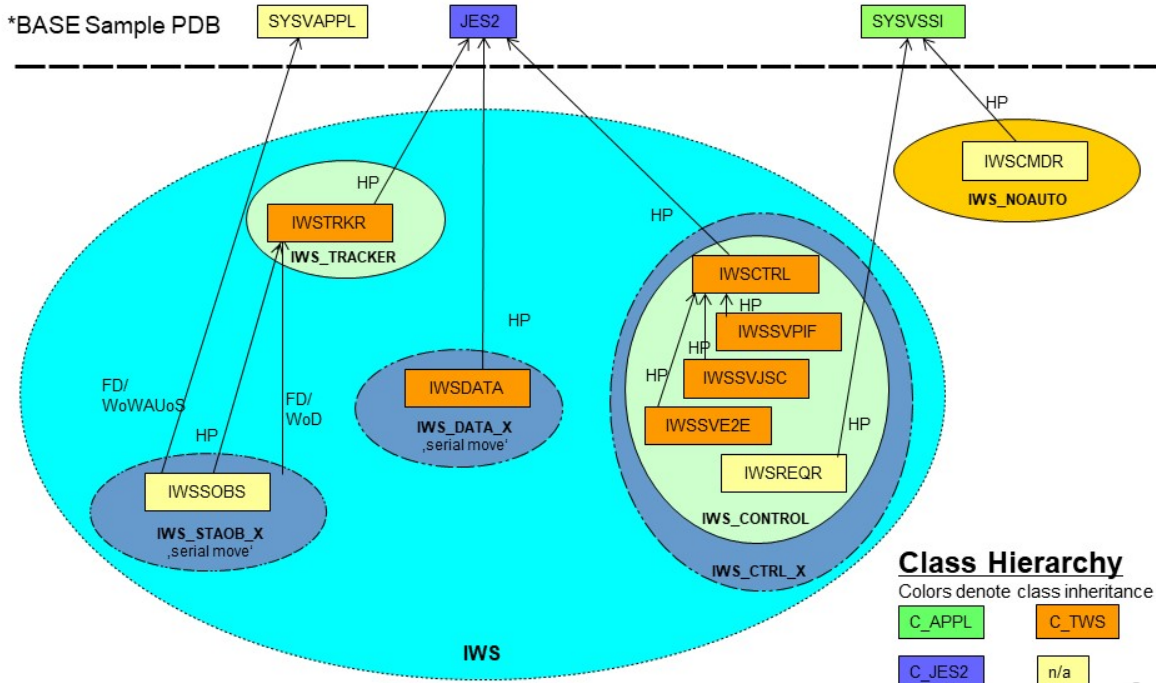 *BASE Sample PDB
SYSVAPPL
JES2
SYSVSSI
HP
IWSCMDR
IWS_NOAUTO
HP
IWSTRKR
IWS_TRACKER
HP
IWSCTRL
HP
IWSSVPIF
HP
IWSSVJSC
HP
IWSSVE2E
HP
IWSREQR
IWS_CONTROL
IWS_CTRL_X
HP
IWSDATA
IWS_DATA_X
‚serial move‘
FD/
WoWAUoS
HP
FD/
WoD
IWSSOBS
IWS_STAOB_X
‚serial move‘
IWS
Class Hierarchy
Colors denote class inheritance
C_APPL
C_TWS
C_JES2
n/a